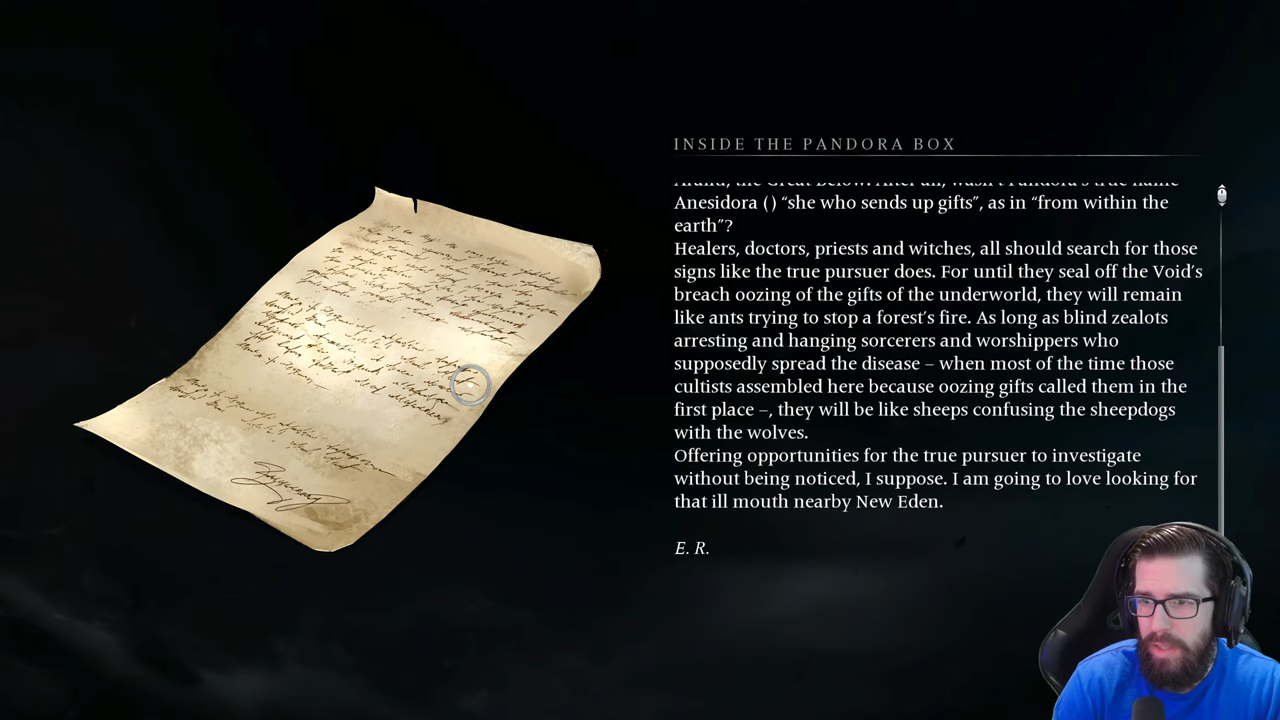 INSIDE THE PANDORA BOX
Anesidora () “she who sends up gifts”, as in “from within the
earth”?
Healers, doctors, priests and witches, all should search for those
signs like the true pursuer does. For until they seal off the Void’s
breach oozing of the gifts of the underworld, they will remain
like ants trying to stop a forest’s fire. As long as blind zealots
arresting and hanging sorcerers and worshippers who
supposedly spread the disease – when most of the time those
cultists assembled here because oozing gifts called them in the
first place –, they will be like sheeps confusing the sheepdogs
with the wolves.
Offering opportunities for the true pursuer to investigate
without being noticed, I suppose. I am going to love looking for
that ill mouth nearby New Eden.
E. R.